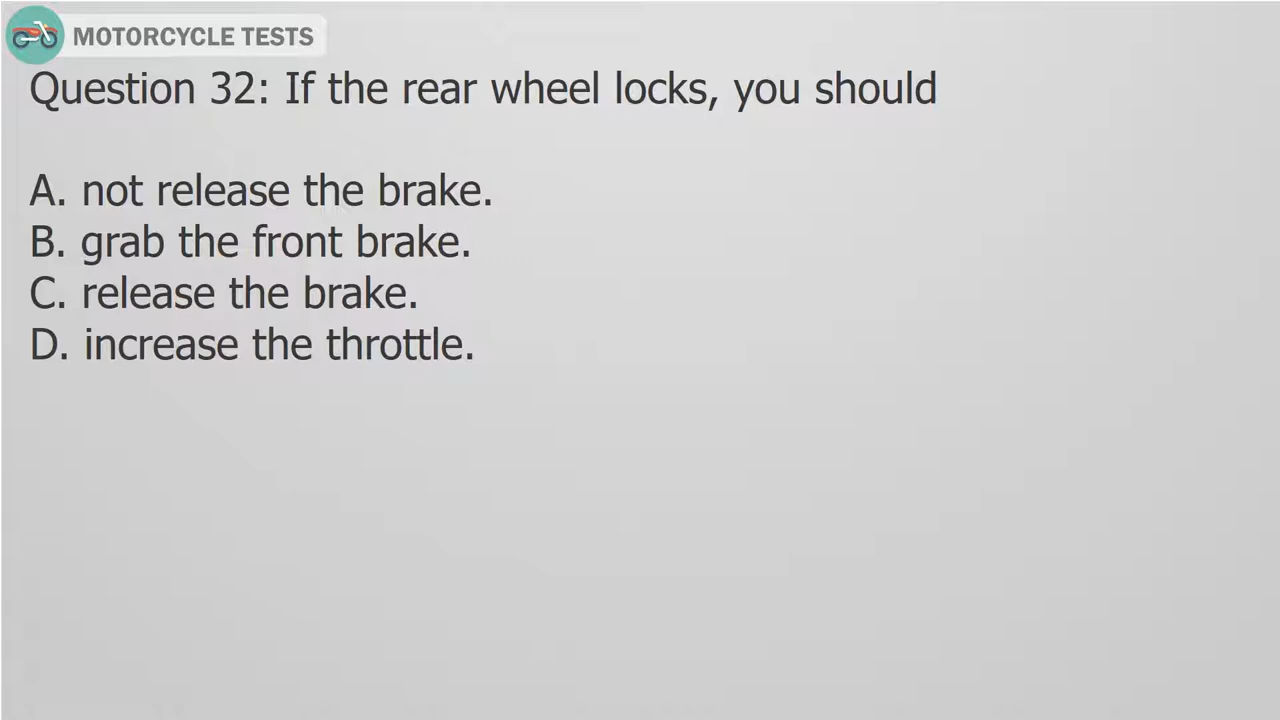 MOTORCYCLE TESTS
Question 32: If the rear wheel locks, you should
A. not release the brake.
B. grab the front brake.
C. release the brake.
D. increase the throttle.